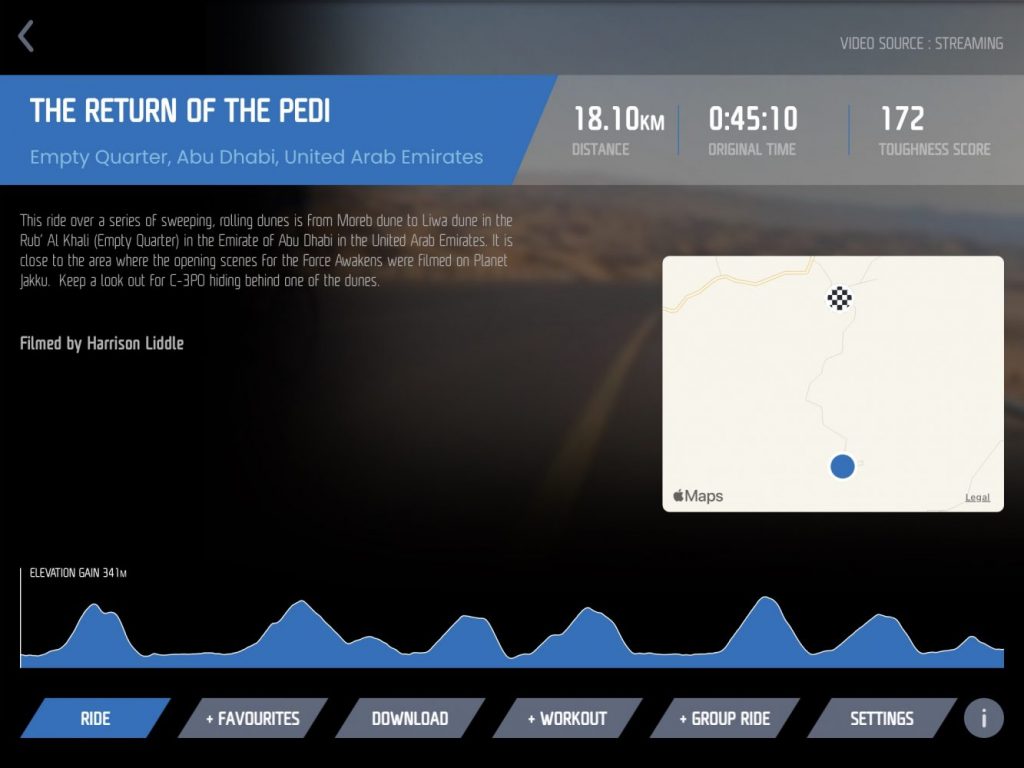 VIDEO SOURCE : STREAMING
THE RETURN OF THE PEDI
Empty Quarter, Abu Dhabi, United Arab Emirates
18.10KM
DISTANCE
0:45:10
ORIGINAL TIME
172
TOUGHNESS SCORE
This ride over a series of sweeping, rolling dunes is from Moreb dune to Liwa dune in the
Rub' Al Khali (Empty Quarter) in the Emirate of Abu Dhabi in the United Arab Emirates. It is
close to the area where the opening scenes for the Force Awakens were filmed on Planet
Jakku. Keep a look out for C-3PO hiding behind one of the dunes.
Filmed by Harrison Liddle
Maps
Legal
ELEVATION GAIN 341M
RIDE
+ FAVOURITES
DOWNLOAD
+ WORKOUT
+ GROUP RIDE
SETTINGS
i